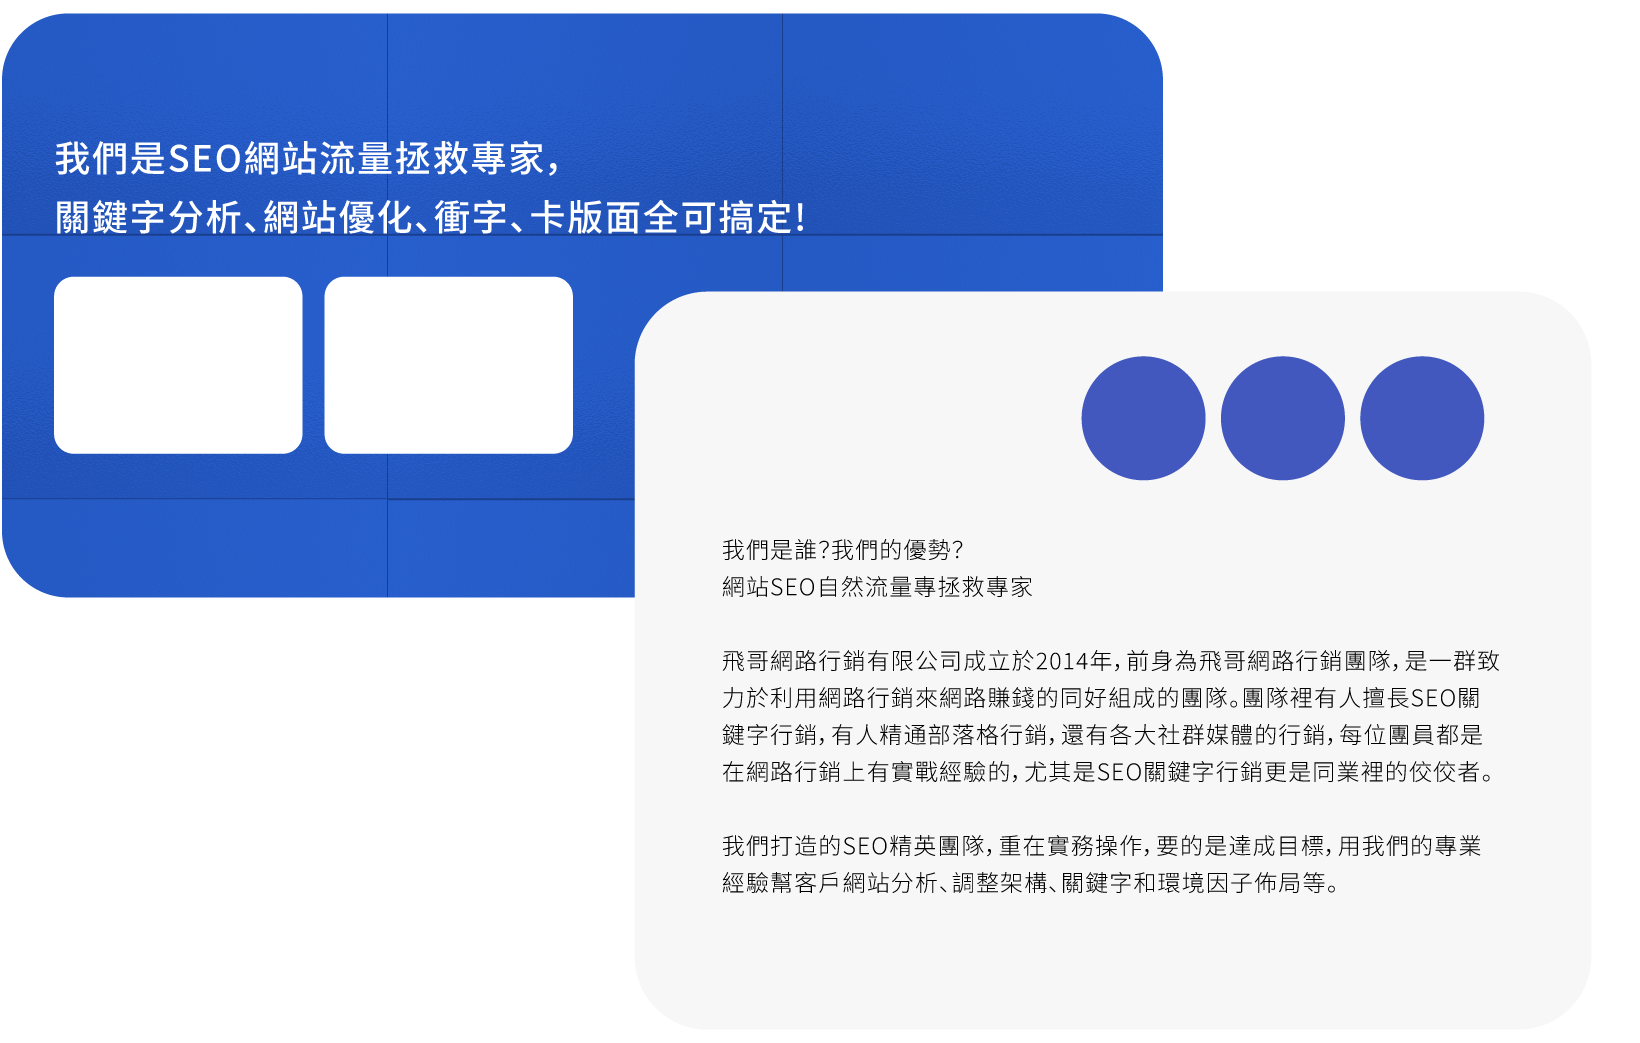 我們是SEO網站流量拯救專家，
關鍵字分析、網站優化、衝字、卡版面全可搞定！
我們是誰？我們的優勢？
網站SEO自然流量專拯救專家
飛哥網路行銷有限公司成立於2014年，前身為飛哥網路行銷團隊，是一群致
力於利用網路行銷來網路賺錢的同好組成的團隊。團隊裡有人擅長SEO關
鍵字行銷，有人精通部落格行銷，還有各大社群媒體的行銷，每位團員都是
在網路行銷上有實戰經驗的，尤其是SEO關鍵字行銷更是同業裡的佼佼者。
我們打造的SEO精英團隊，重在實務操作，要的是達成目標，用我們的專業
經驗幫客戶網站分析、調整架構、關鍵字和環境因子佈局等。